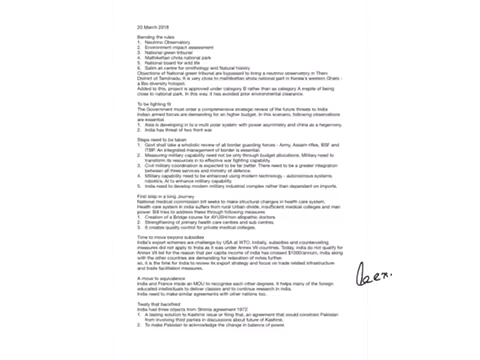 20 March 2018
Bending the rules
1. Neutrino Observatory
2. Environment impact assessment
3. National green tribunal
4. Mathikettan shola national park
5. National board for wild life
6. Salim ali centre for ornithology and Natural history
Objections of National green tribunal are bypassed to bring a neutrino observatory in Theni
District of Tamilnadu. It is very close to mathikettan shola national park in kerala's western Ghats -
a Bio diversity hotspot.
Added to this, project is approved under category B rather than as category A inspite of being
close to national park. In this way, it has avoided prior environmental clearance.
To be fighting fit
The Government must order a comprehensive strategic review of the future threats to India
Indian armed forces are demanding for an higher budget. In this scenario, following observations
are essential
1. Asia is developing in to a multi polar system with power asymmetry and china as a hegemony.
2. India has threat of two front war
Steps need to be taken
1. Govt shall take a scholistic review of all border guarding forces - Army, Assam rifles, BSF and
ITBP. An integrated management of border is essential.
2. Measuring military capability need not be only through budget allocations. Military need to
transform its resources in to effective war fighting capability.
3. Civil military coordination is expected to be far better. There need to be a greater integration
between all three services and ministry of defence.
4. Military capability need to be enhanced using modern technology - autonomous systems,
robotics, AI to enhance military capability.
5. India need to develop modern military industrial complex rather than dependant on imports.
First step in a long journey
National medical commission bill seeks to make structural changes in health care system.
Health care system in india suffers from rural Urban divide, insufficient medical colleges and man
power. Bill tries to address these through following measures
1. Creation of a Bridge course for AYUSH/non allopathic doctors
2. Strengthening of primary health care centres and sub centres.
3. It creates quality control for private medical colleges.
Time to move beyond subsidies
India's export schemes are challenge by USA at WTO. Initially, subsidies and countervailing
measures did not apply to India as it was under Annex VII countries. Today, india do not qualify for
Annex VII list for the reason that per capita income of india has crossed $1000/annum. India along
with the other countries are demanding for relaxation of rules further.
so, it is the time for India to review its export strategy and focus on trade related infrastructure
and trade facilitation measures.
A move to equivalence
India and France made an MOU to recognise each other degrees. It helps many of the foreign
educated intellectuals to deliver classes and to continue research in india.
India need to make similar agreements with other nations too.
Treaty that backfired
India had three objects from Shimla agreement 1972
1. A lasting solution to Kashmir issue or fking that, an agreement that would constrain Pakistan
from involving third parties in discussions about future of Kashmir.
2. To make Pakistan to acknowledge the change in balance of power.